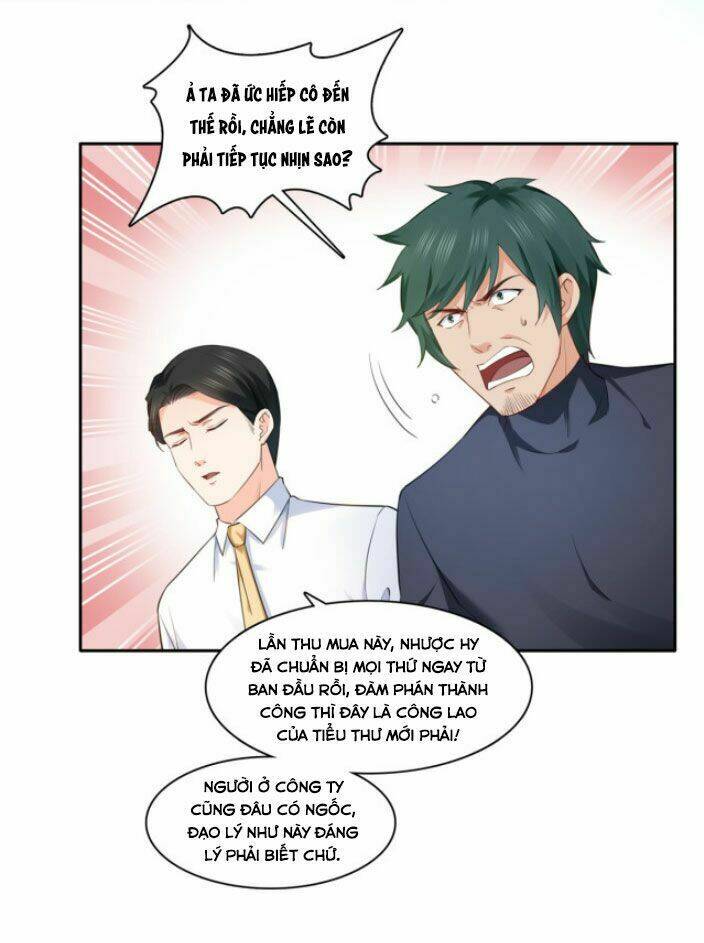 Ả TA ĐÃ ỨC HIẾP CÔ ĐẾN
THẾ RỒI, CHẲNG LẼ CÒN
PHẢI TIẾP TỤC NHỊN SAO?
LẦN THU MUA NÀY, NHƯỢC HY
ĐÃ CHUẨN BỊ MỌI THỨ NGAY TỪ
BAN ĐẦU RỒI, ĐÀM PHÁN THÀNH
CÔNG THÌ ĐÂY LÀ CÔNG LAO
CỦA TIỂU THƯ MỚI PHẢI!
NGƯỜI Ở CÔNG TY
CŨNG ĐÂU CÓ NGỐC,
ĐẠO LÝ NHƯ NÀY ĐÁNG
LÝ PHẢI BIẾT CHỨ.